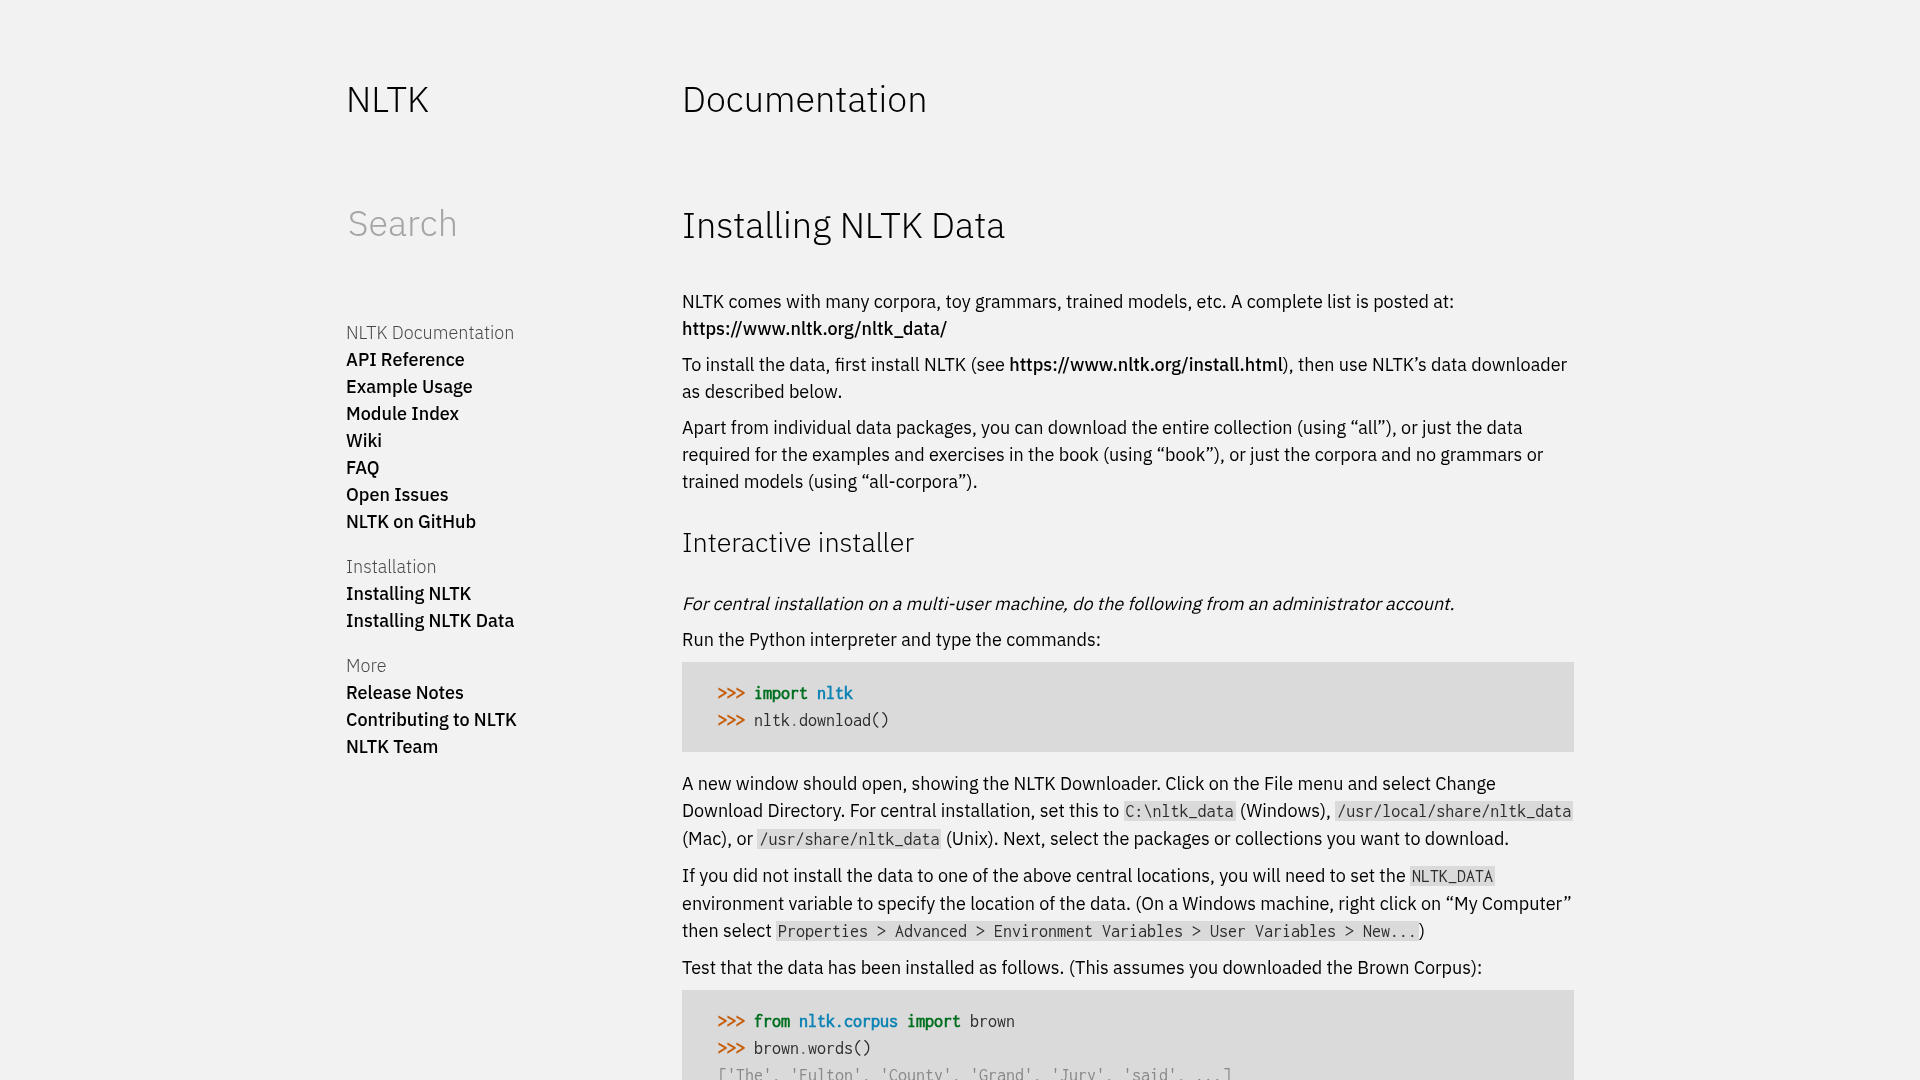 NLTK
Documentation
Search
NLTK Documentation
API Reference
Example Usage
Module Index
Wiki
FAQ
Open Issues
NLTK on GitHub
Installation
Installing NLTK
Installing NLTK Data
More
Release Notes
Contributing to NLTK
NLTK Team
Installing NLTK Data
NLTK comes with many corpora, toy grammars, trained models, etc. A complete list is posted at:
https://www.nltk.org/nltk_data/
To install the data, first install NLTK (see https://www.nltk.org/install.html), then use NLTK’s data downloader
as described below.
Apart from individual data packages, you can download the entire collection (using “all”), or just the data
required for the examples and exercises in the book (using “book”), or just the corpora and no grammars or
trained models (using “all-corpora”).
Interactive installer
For central installation on a multi-user machine, do the following from an administrator account.
Run the Python interpreter and type the commands:
>>> import nltk
>>> nltk.download()
A new window should open, showing the NLTK Downloader. Click on the File menu and select Change
Download Directory. For central installation, set this to C:\nltk_data (Windows), /usr/local/share/nltk_data
(Mac), or /usr/share/nltk_data (Unix). Next, select the packages or collections you want to download.
If you did not install the data to one of the above central locations, you will need to set the NLTK_DATA
environment variable to specify the location of the data. (On a Windows machine, right click on “My Computer”
then select Properties > Advanced > Environment Variables > User Variables > New...)
Test that the data has been installed as follows. (This assumes you downloaded the Brown Corpus):
>>> from nltk.corpus import brown
>>> brown.words()
['The', 'Fulton', 'County', 'Grand', 'Jury', 'said', ...]